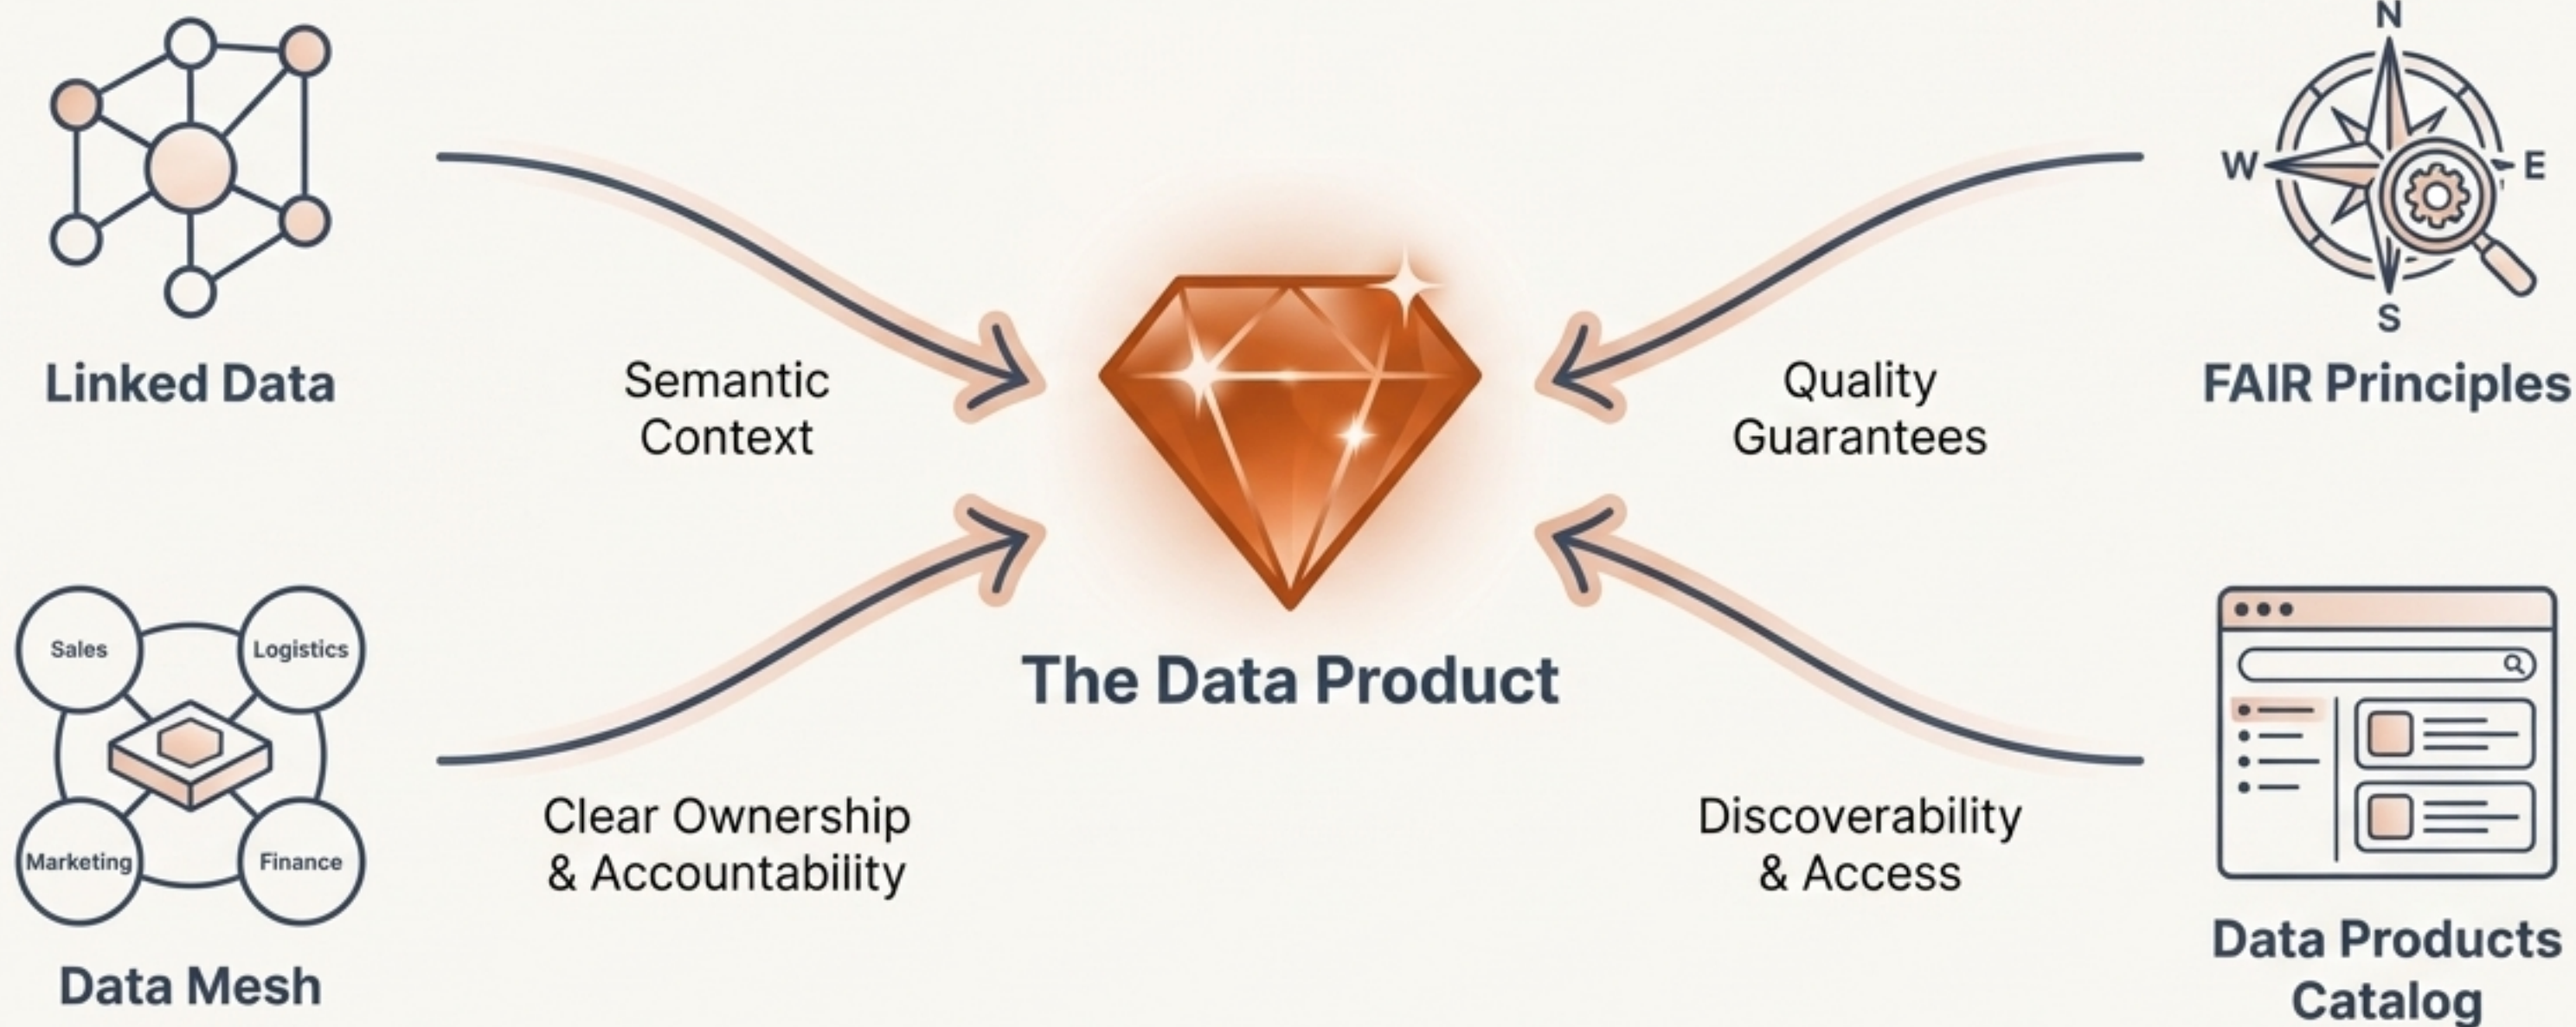 Linked Data
Semantic
Context
Sales
Logistics
Marketing
Finance
Data Mesh
Clear Ownership
& Accountability
The Data Product
Quality
Guarantees
N
W
E
S
FAIR Principles
Discoverability
& Access
Data Products
Catalog